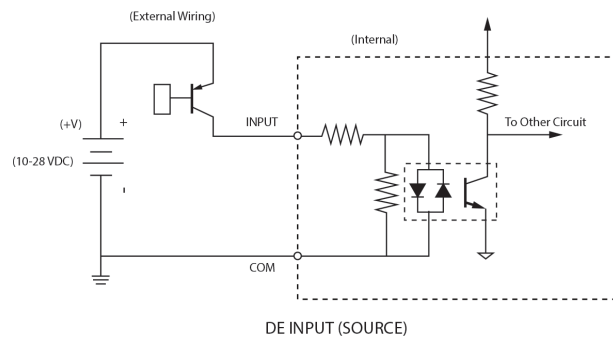 (External Wiring)
(Internal)
INPUT
To Other Circuit
(+V)
+
(10-28 VDC)
-
COM
DE INPUT (SOURCE)